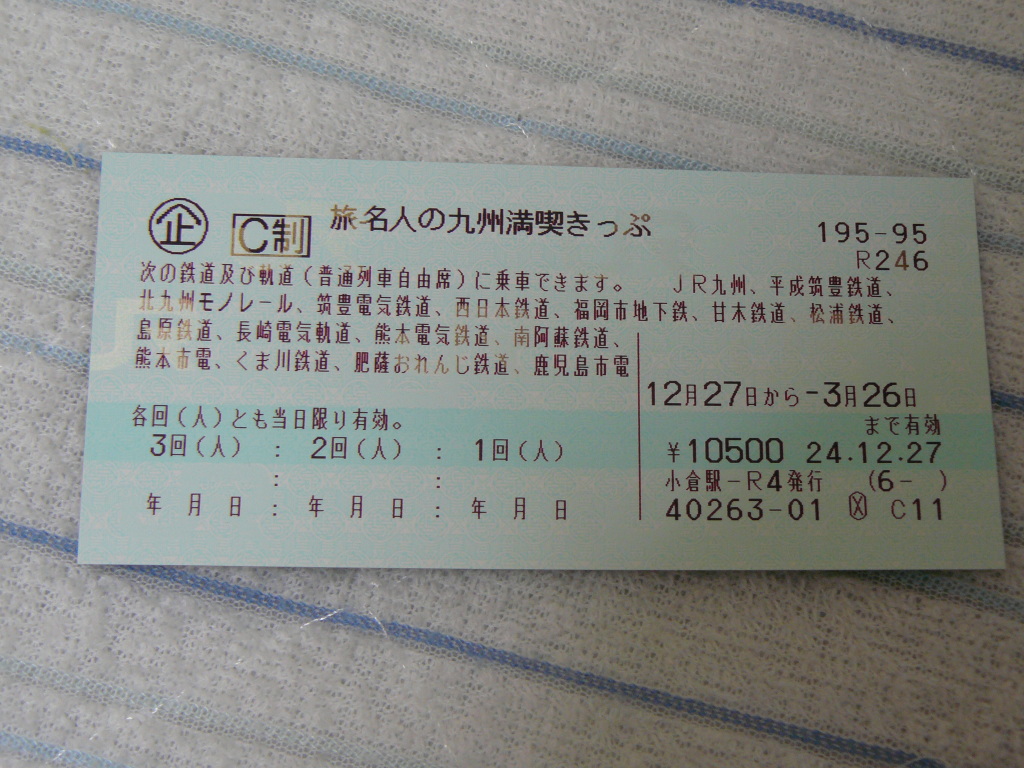 企 C制 旅名人の九州満喫きっぷ 195-95
R246
次の鉄道及び軌道(普通列車自由席)に乗車できます。 JR九州、平成筑豊鉄道、
北九州モノレール、筑豊電気鉄道、西日本鉄道、福岡市地下鉄、甘木鉄道、松浦鉄道、
島原鉄道、長崎電気軌道、熊本電気鉄道、南阿蘇鉄道、
熊本市電、くま川鉄道、肥薩おれんじ鉄道、鹿児島市電
12月27日から-3月26日
まで有効
各回(人)とも当日限り有効。
3回(人) : 2回(人) : 1回(人)
: :
年 月 日 : 年 月 日 : 年 月 日
¥10500 24.12.27
小倉駅-R4発行 (6- )
40263-01 Ⓧ C11